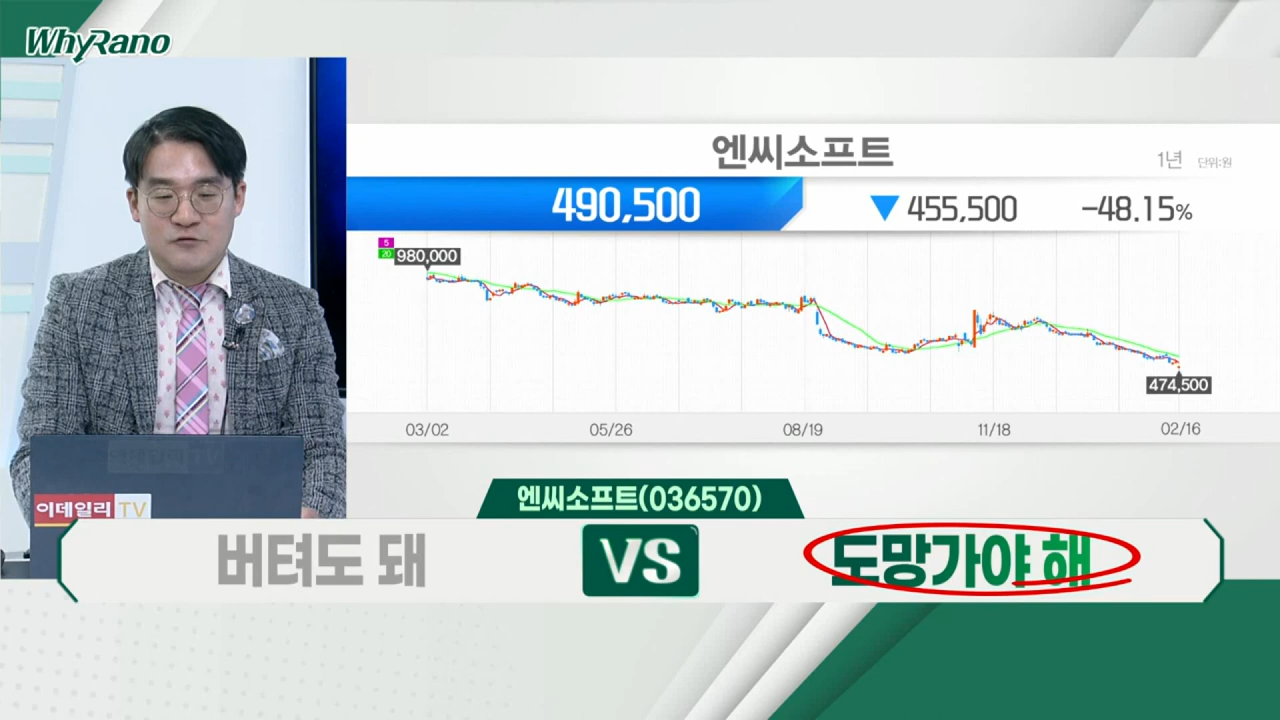 WhyRano
엔씨소프트
1년 단위:원
490,500
▼ 455,500
-48.15%
5
20
980,000
474,500
03/02
05/26
08/19
11/18
02/16
이데일리 TV
엔씨소프트(036570)
버텨도 돼
VS
도망가야 해